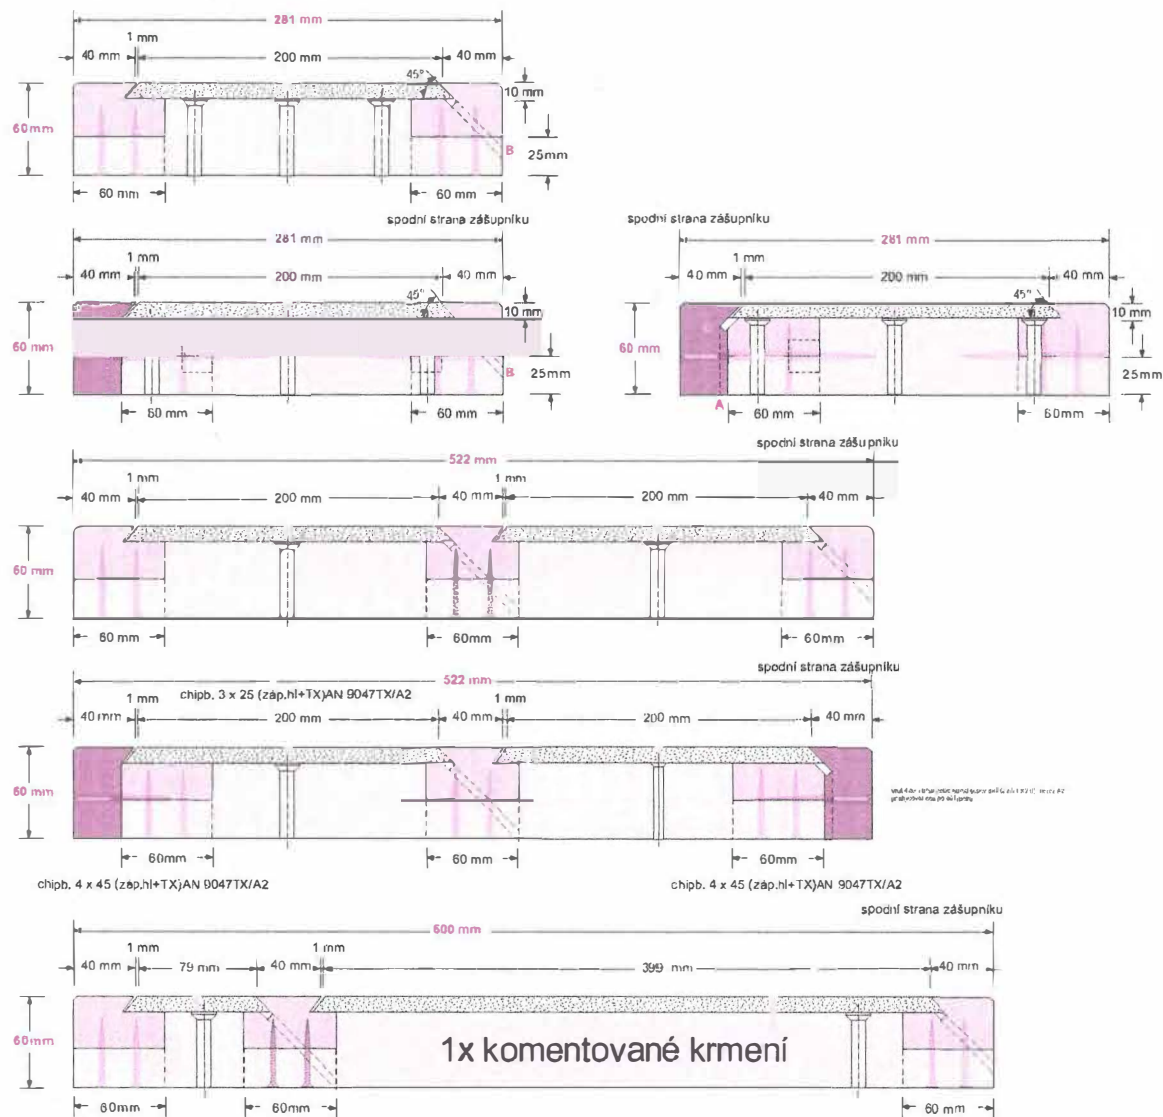 281 mm
1 mm
40 mm 200 mm 40 mm
45°
10 mm
60mm
B 25mm
60 mm 60 mm
spodní strana zášupníku
281 mm
1 mm
40 mm 200 mm 40 mm
45°
10 mm
60 mm
B 25mm
60 mm 60 mm
spodní strana zášupníku
281 mm
1 mm
40 mm 200 mm 40 mm
45°
10 mm
60 mm
25mm
A 60 mm 60mm
spodní strana zášupníku
522 mm
1 mm 1 mm
40 mm 200 mm 40 mm 200 mm 40 mm
60 mm
60 mm 60mm 60mm
spodní strana zášupníku
522 mm
chipb. 3 x 25 (záp.hl+TX)AN 9047TX/A2
1 mm 1 mm
40 mm 200 mm 40 mm 200 mm 40 mm
60 mm
60mm 60 mm 60mm
chipb. 4 x 45 (záp.hl+TX)AN 9047TX/A2 chipb. 4 x 45 (záp.hl+TX)AN 9047TX/A2
spodní strana zášupníku
600 mm
1 mm 1 mm
40 mm 79 mm 40 mm 399 mm 40 mm
60mm
1x komentované krmení
60mm 60mm 60 mm